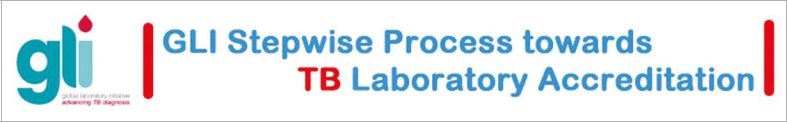 gli
global laboratory initiative
advancing TB diagnosis
GLI Stepwise Process towards
TB Laboratory Accreditation